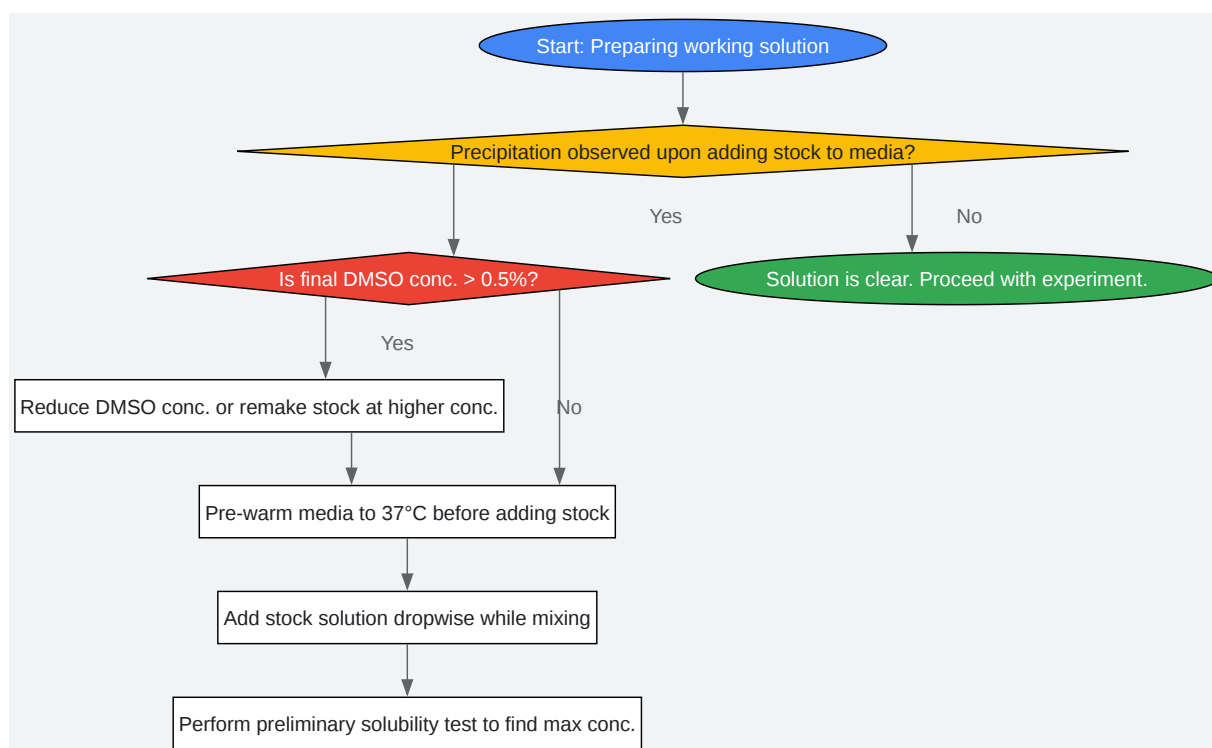 Start: Preparing working solution
Precipitation observed upon adding stock to media?
Yes
No
Is final DMSO conc. > 0.5%?
Solution is clear. Proceed with experiment.
Yes
Reduce DMSO conc. or remake stock at higher conc.
No
Pre-warm media to 37°C before adding stock
Add stock solution dropwise while mixing
Perform preliminary solubility test to find max conc.